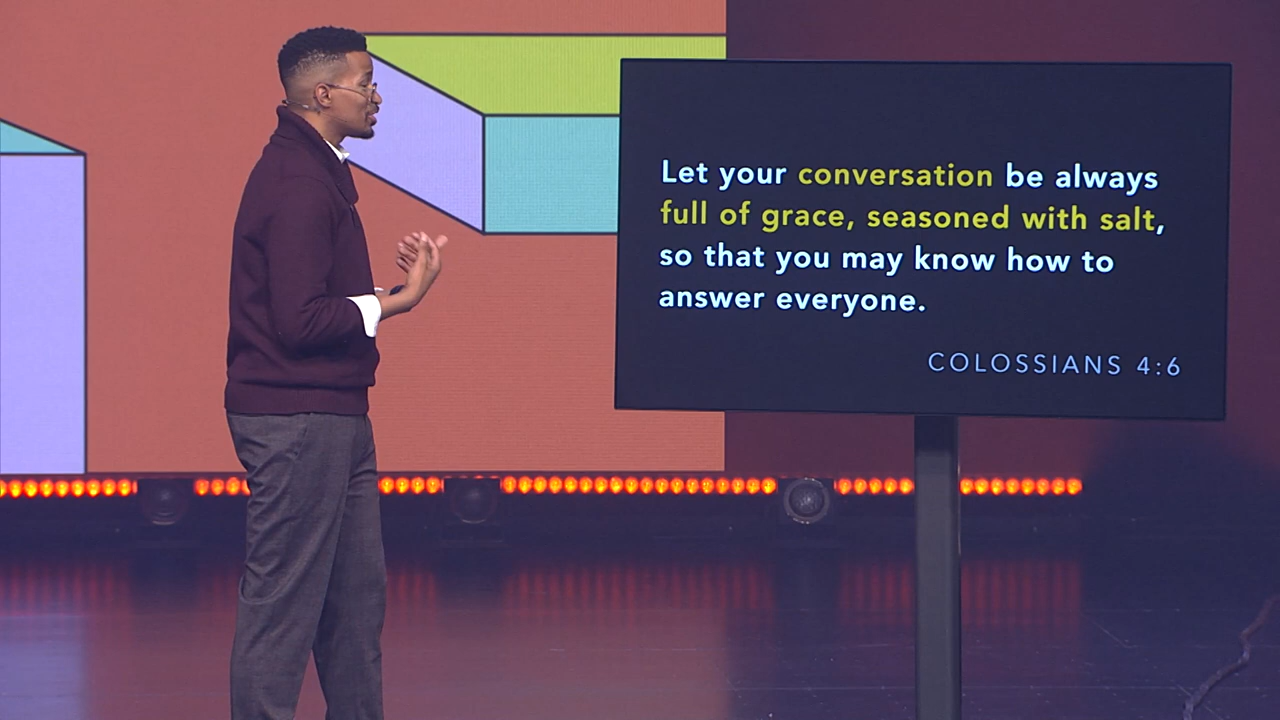 Let your conversation be always
full of grace, seasoned with salt,
so that you may know how to
answer everyone.
COLOSSIANS 4:6